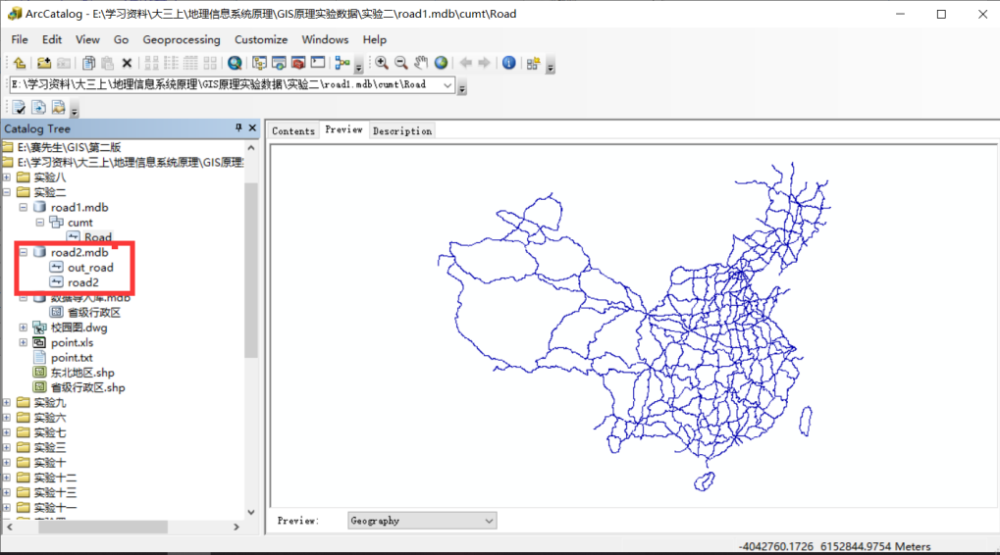 ArcCatalog - E:\学习资料\大三上\地理信息系统原理\GIS原理实验数据\实验二\road1.mdb\cumt\Road
File Edit View Go Geoprocessing Customize Windows Help
E:\学习资料\大三上\地理信息系统原理\GIS原理实验数据\实验二\road1.mdb\cumt\Road
Catalog Tree
Contents Preview Description
E:\赛先生\GIS\第二版
E:\学习资料\大三上\地理信息系统原理\GIS原理
实验八
实验二
road1.mdb
cumt
Road
road2.mdb
out_road
road2
数据导入库.mdb
省级行政区
校园图.dwg
point.xls
point.txt
东北地区.shp
省级行政区.shp
实验九
实验六
实验七
实验三
实验十
实验十二
实验十三
实验十一
Preview: Geography
-4042760.1726 6152844.9754 Meters